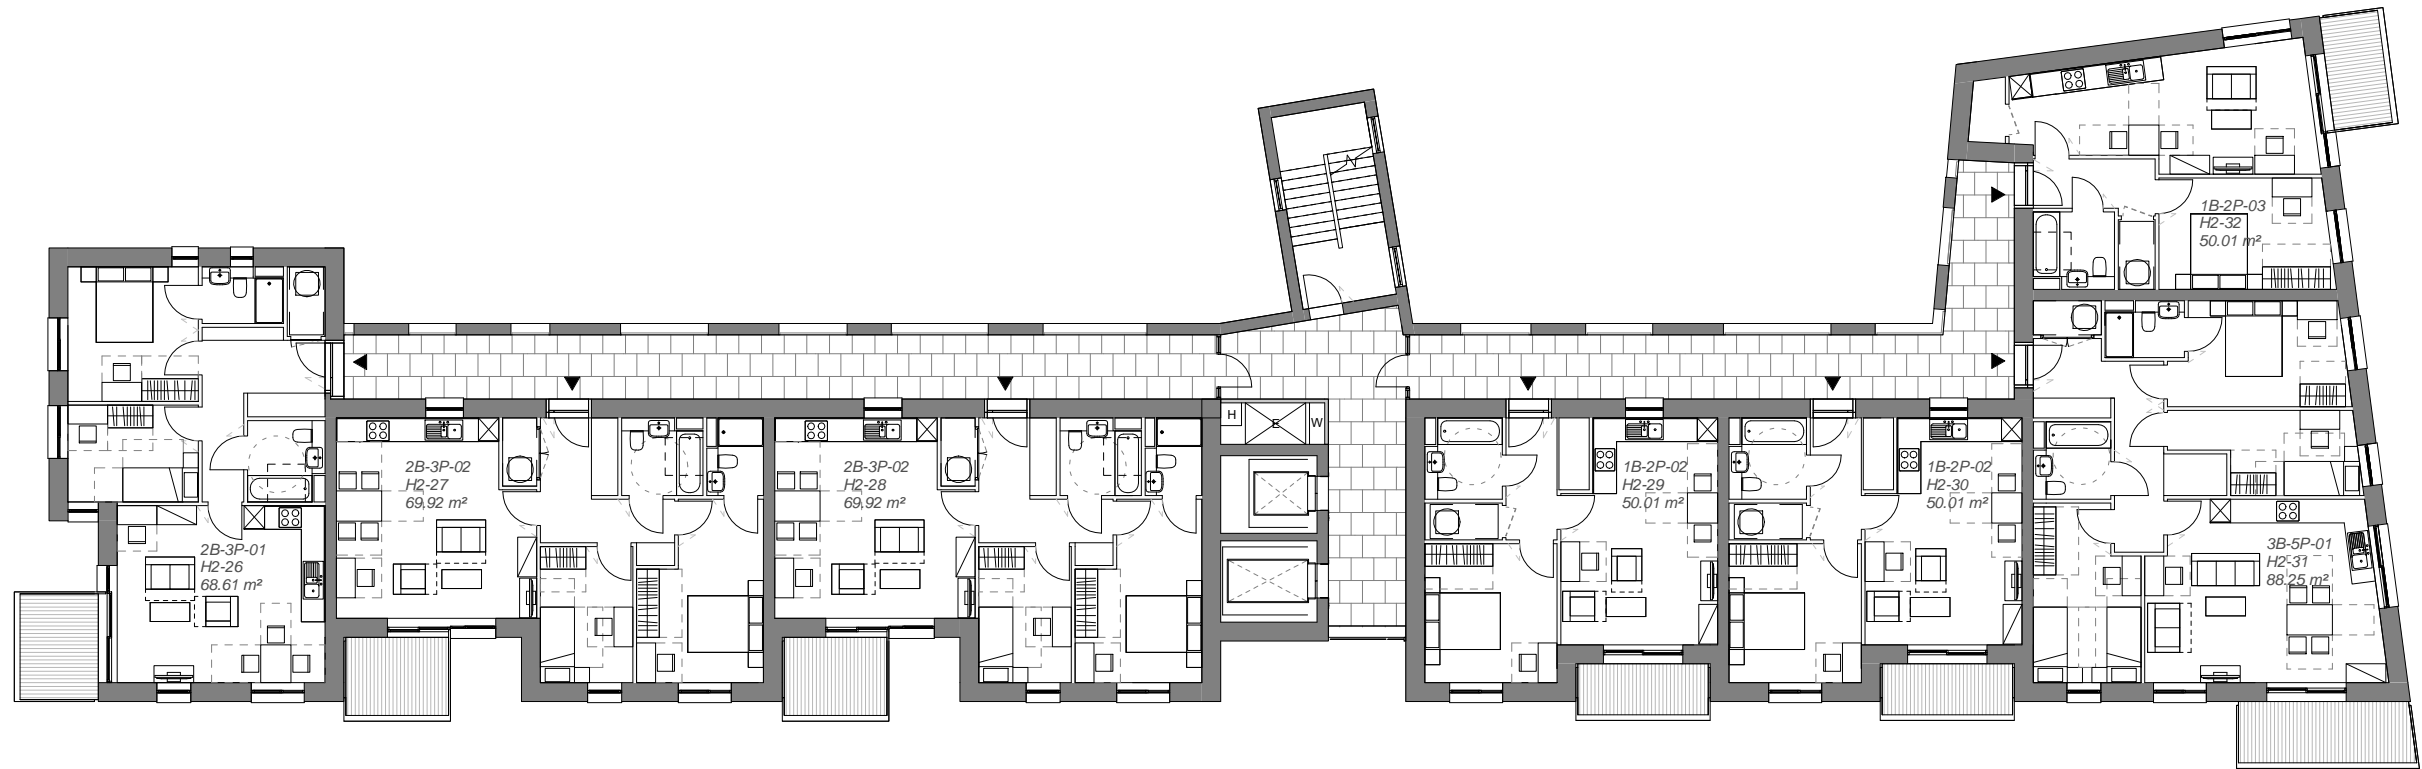 1B-2P-03
H2-32
50.01 m²
H
E
W
2B-3P-02
H2-27
69,92 m²
2B-3P-02
H2-28
69,92 m²
1B-2P-02
H2-29
50.01 m²
1B-2P-02
H2-30
50.01 m²
2B-3P-01
H2-26
68.61 m²
3B-5P-01
H2-31
88.25 m²